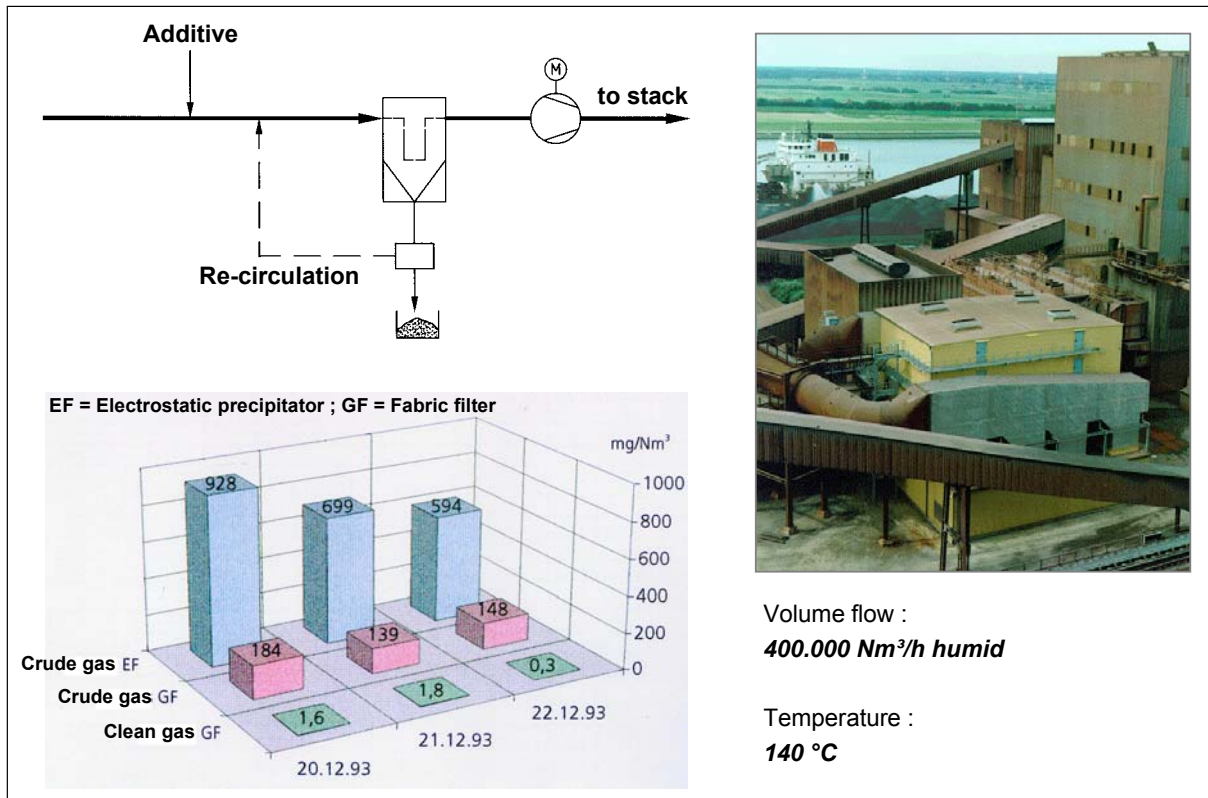 Additive
M
to stack
Re-circulation
EF = Electrostatic precipitator ; GF = Fabric filter
mg/Nm³
1000
800
600
400
200
0
928
699
594
184
139
148
1,6
1,8
0,3
Crude gas EF
Crude gas GF
Clean gas GF
20.12.93
21.12.93
22.12.93
Volume flow :
400.000 Nm³/h humid
Temperature :
140 °C